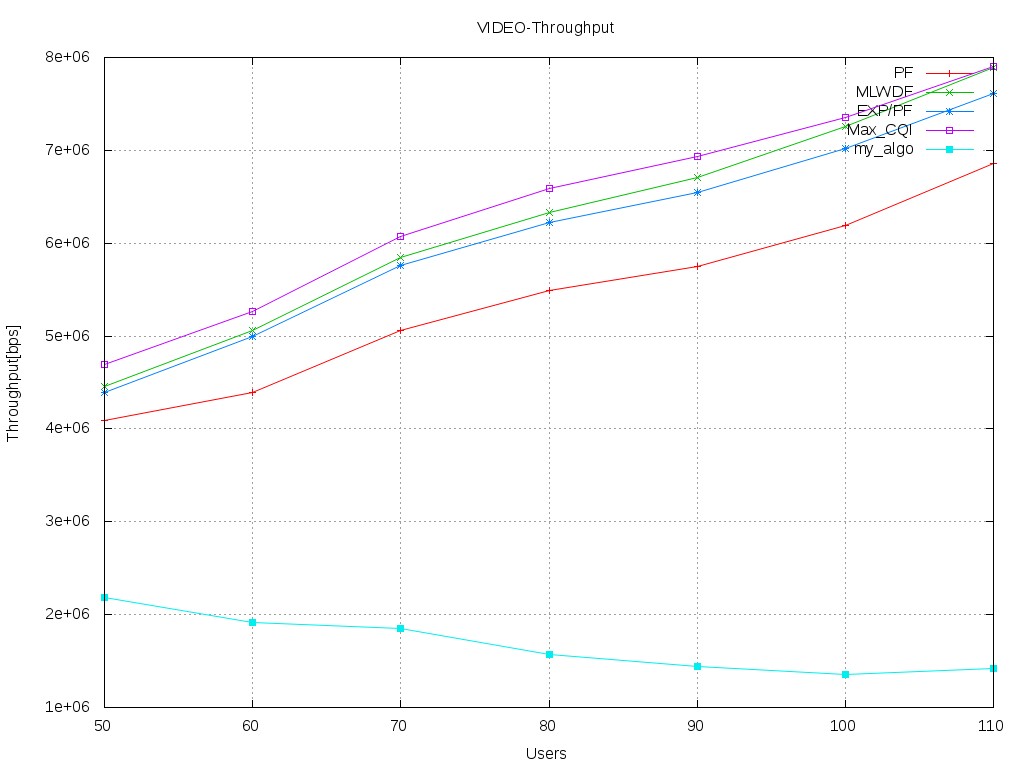 VIDEO-Throughput
8e+06
7e+06
6e+06
5e+06
4e+06
3e+06
2e+06
1e+06
Throughput[bps]
PF
MLWDF
EXP/PF
Max_CQI
my_algo
50 60 70 80 90 100 110
Users